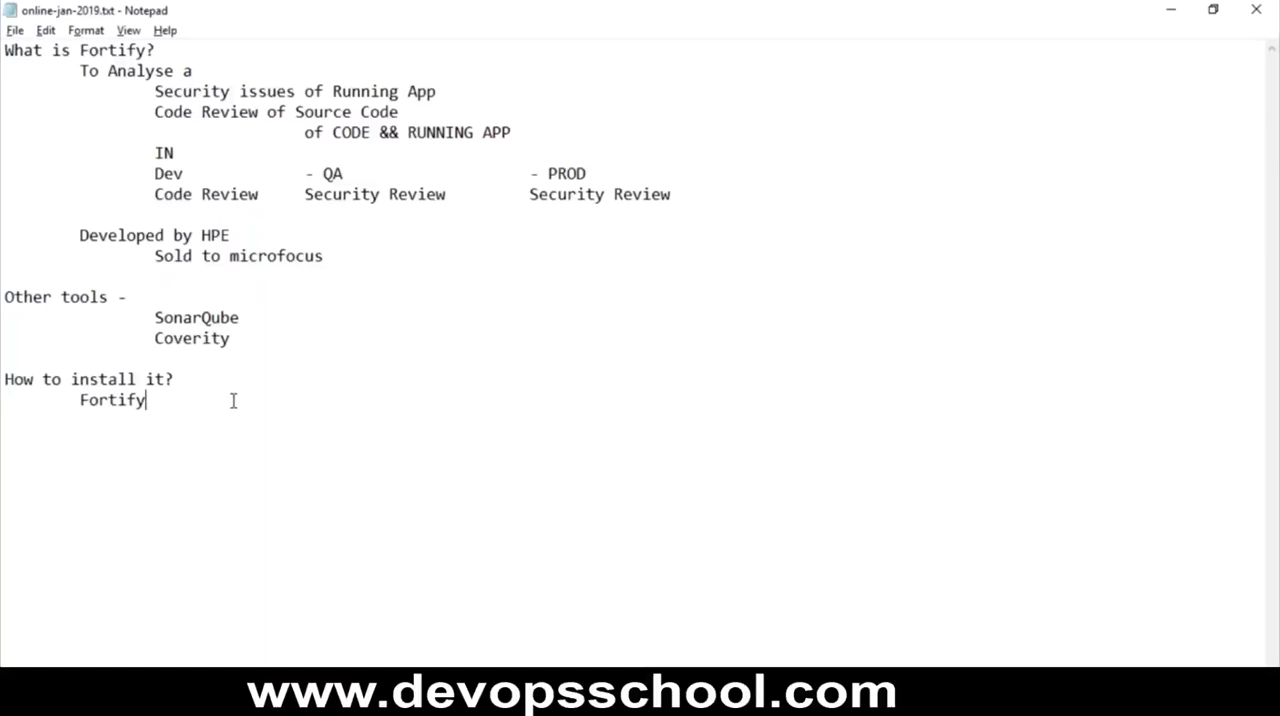 online-jan-2019.txt - Notepad
File Edit Format View Help
What is Fortify?
To Analyse a
Security issues of Running App
Code Review of Source Code
of CODE && RUNNING APP
IN
Dev - QA - PROD
Code Review Security Review Security Review
Developed by HPE
Sold to microfocus
Other tools -
SonarQube
Coverity
How to install it?
Fortify
www.devopsschool.com